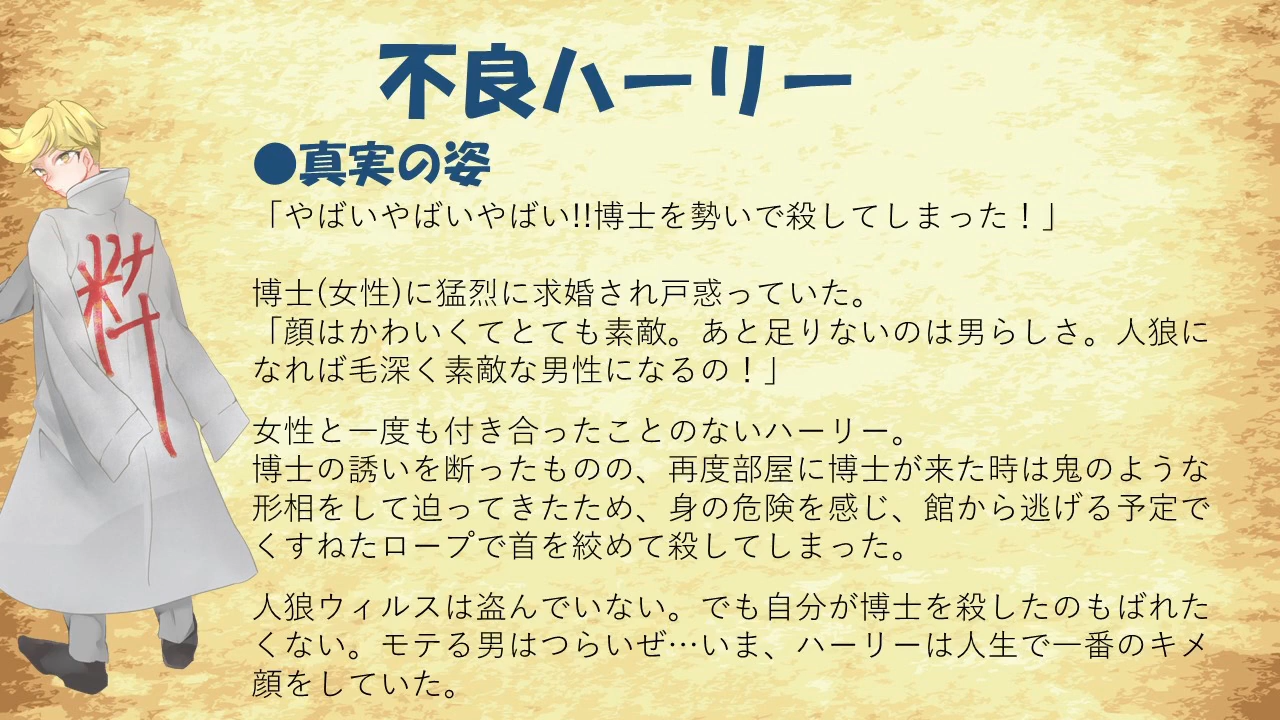 不良ハーリー
●真実の姿
「やばいやばいやばい!!博士を勢いで殺してしまった！」
博士(女性)に猛烈に求婚され戸惑っていた。
「顔はかわいくてとても素敵。あと足りないのは男らしさ。人狼に
なれば毛深く素敵な男性になるの！」
女性と一度も付き合ったことのないハーリー。
博士の誘いを断ったものの、再度部屋に博士が来た時は鬼のような
形相をして迫ってきたため、身の危険を感じ、館から逃げる予定で
くすねたロープで首を絞めて殺してしまった。
人狼ウィルスは盗んでいない。でも自分が博士を殺したのもばれた
くない。モテる男はつらいぜ…いま、ハーリーは人生で一番のキメ
顔をしていた。